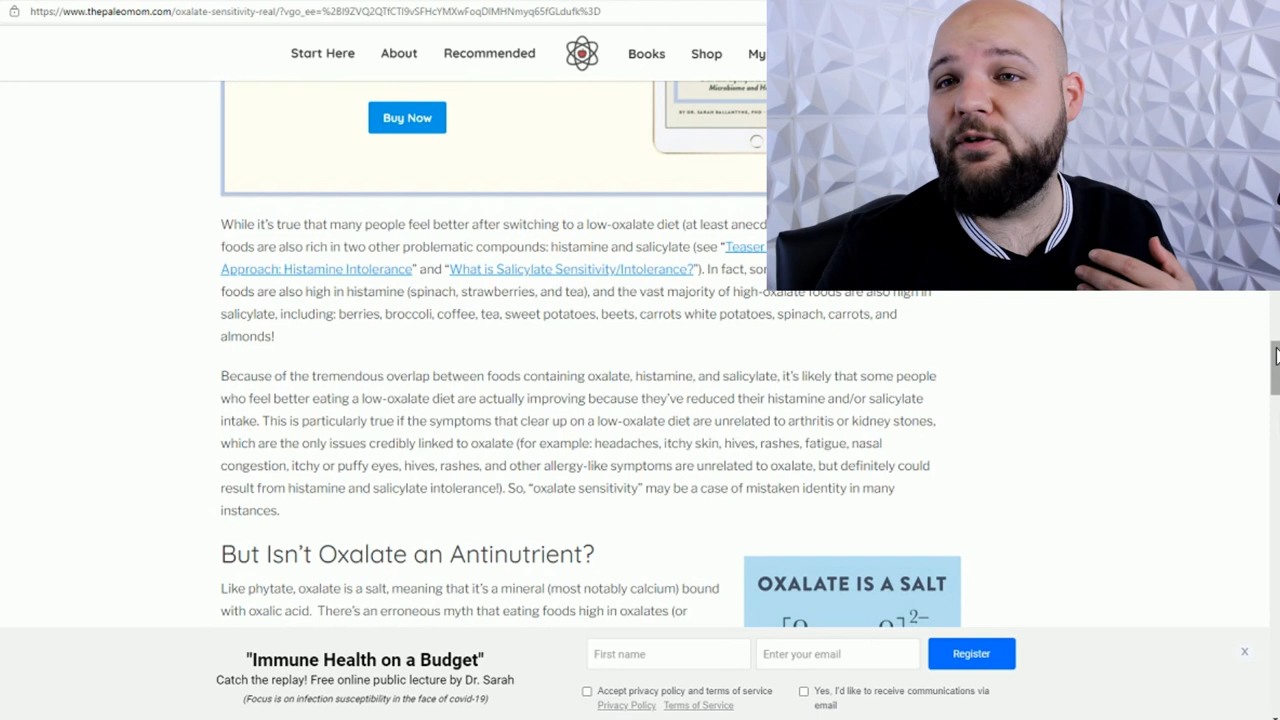 https://www.thepaleomom.com/oxalate-sensitivity-real/?vgo_ee=%2BI9ZVQ2QTfCTI9vSFHcYMXwFoqDIMHNmyq65fGLdufk%3D
Start Here About Recommended Books Shop My
Microbiome and H
BY DR. SARAH BALLANTYNE, PHD
Buy Now
While it's true that many people feel better after switching to a low-oxalate diet (at least anecd
foods are also rich in two other problematic compounds: histamine and salicylate (see "Teaser
Approach: Histamine Intolerance" and "What is Salicylate Sensitivity/Intolerance?"). In fact, so
foods are also high in histamine (spinach, strawberries, and tea), and the vast majority of high-oxalate foods are also high in
salicylate, including: berries, broccoli, coffee, tea, sweet potatoes, beets, carrots white potatoes, spinach, carrots, and
almonds!
Because of the tremendous overlap between foods containing oxalate, histamine, and salicylate, it's likely that some people
who feel better eating a low-oxalate diet are actually improving because they've reduced their histamine and/or salicylate
intake. This is particularly true if the symptoms that clear up on a low-oxalate diet are unrelated to arthritis or kidney stones,
which are the only issues credibly linked to oxalate (for example: headaches, itchy skin, hives, rashes, fatigue, nasal
congestion, itchy or puffy eyes, hives, rashes, and other allergy-like symptoms are unrelated to oxalate, but definitely could
result from histamine and salicylate intolerance!). So, "oxalate sensitivity" may be a case of mistaken identity in many
instances.
But Isn't Oxalate an Antinutrient?
Like phytate, oxalate is a salt, meaning that it's a mineral (most notably calcium) bound
with oxalic acid. There's an erroneous myth that eating foods high in oxalates (or
OXALATE IS A SALT
2−
"Immune Health on a Budget"
Catch the replay! Free online public lecture by Dr. Sarah
(Focus is on infection susceptibility in the face of covid-19)
First name
Enter your email
Register
X
Accept privacy policy and terms of service
Privacy Policy Terms of Service
Yes, I'd like to receive communications via
email